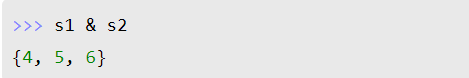 >>> s1 & s2
{4, 5, 6}